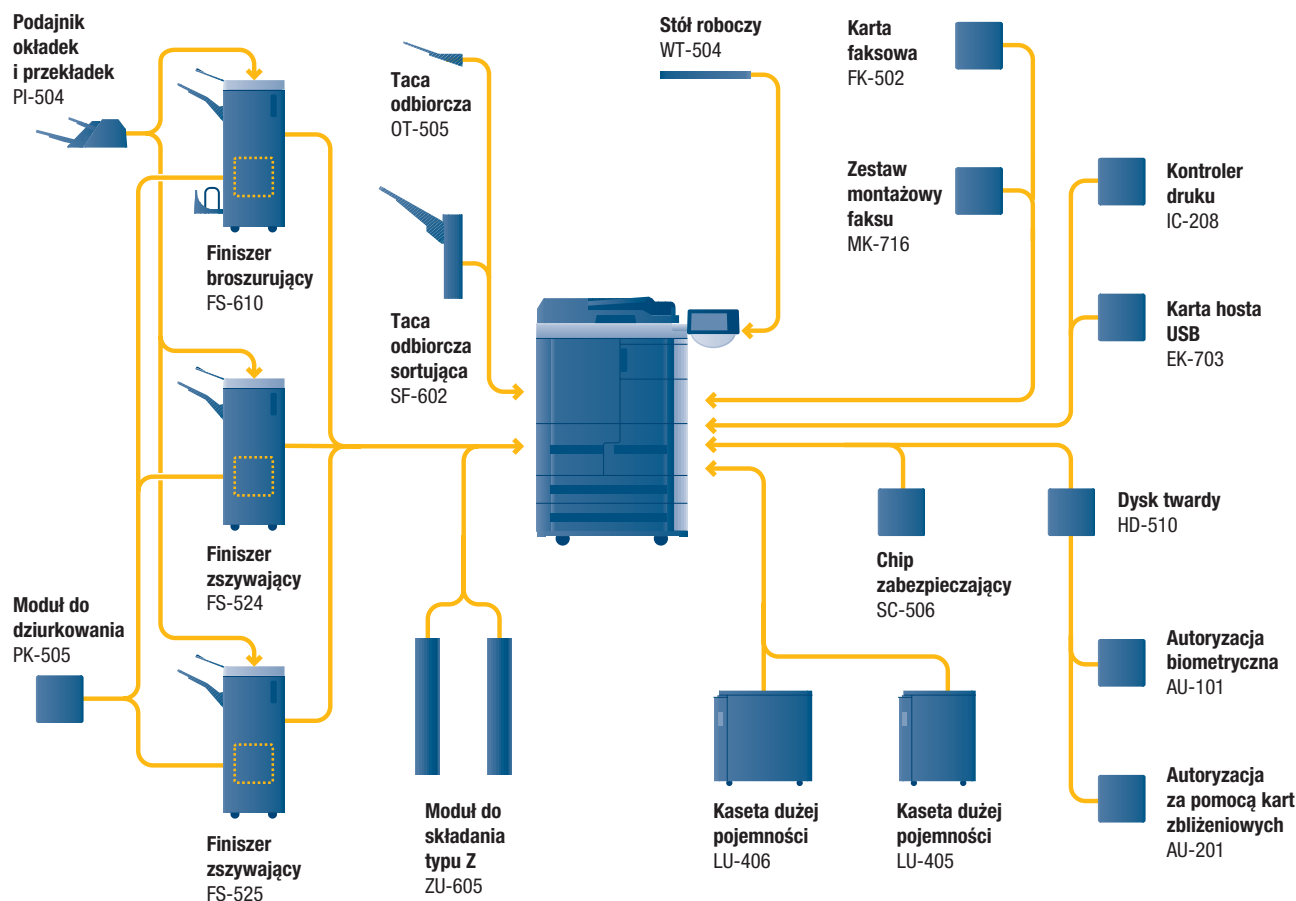 Podajnik
okładek
i przekładek
PI-504
Finiszer
broszurujący
FS-610
Finiszer
zszywający
FS-524
Moduł do
dziurkowania
PK-505
Finiszer
zszywający
FS-525
Taca
odbiorcza
OT-505
Taca
odbiorcza
sortująca
SF-602
Moduł do
składania
typu Z
ZU-605
Stół roboczy
WT-504
Karta
faksowa
FK-502
Zestaw
montażowy
faksu
MK-716
Kontroler
druku
IC-208
Karta hosta
USB
EK-703
Dysk twardy
HD-510
Chip
zabezpieczający
SC-506
Autoryzacja
biometryczna
AU-101
Kaseta dużej
pojemności
LU-406
Kaseta dużej
pojemności
LU-405
Autoryzacja
za pomocą kart
zbliżeniowych
AU-201